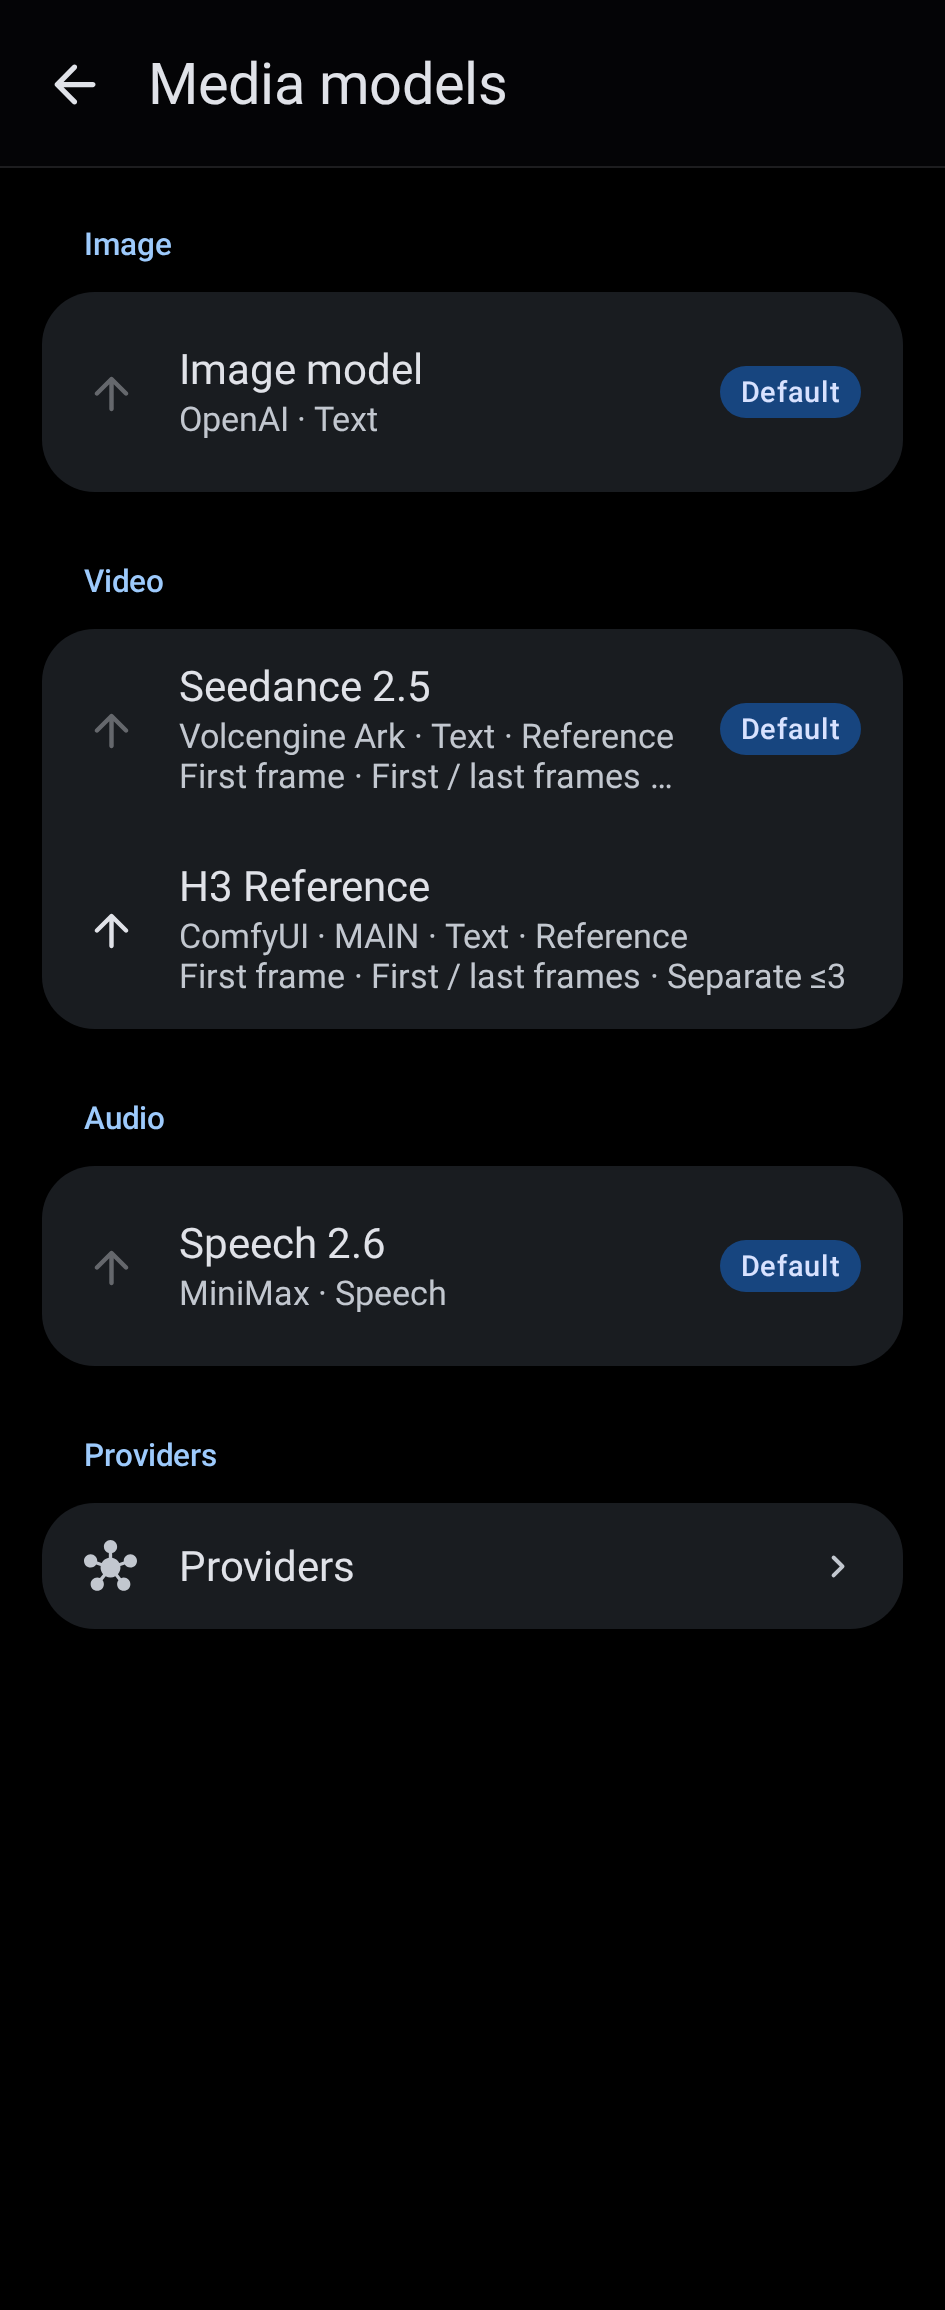 Media models
Image
Image model
OpenAI · Text
Default
Video
Seedance 2.5
Volcengine Ark · Text · Reference
First frame · First / last frames ...
Default
H3 Reference
ComfyUI · MAIN · Text · Reference
First frame · First / last frames · Separate ≤3
Audio
Speech 2.6
MiniMax · Speech
Default
Providers
Providers